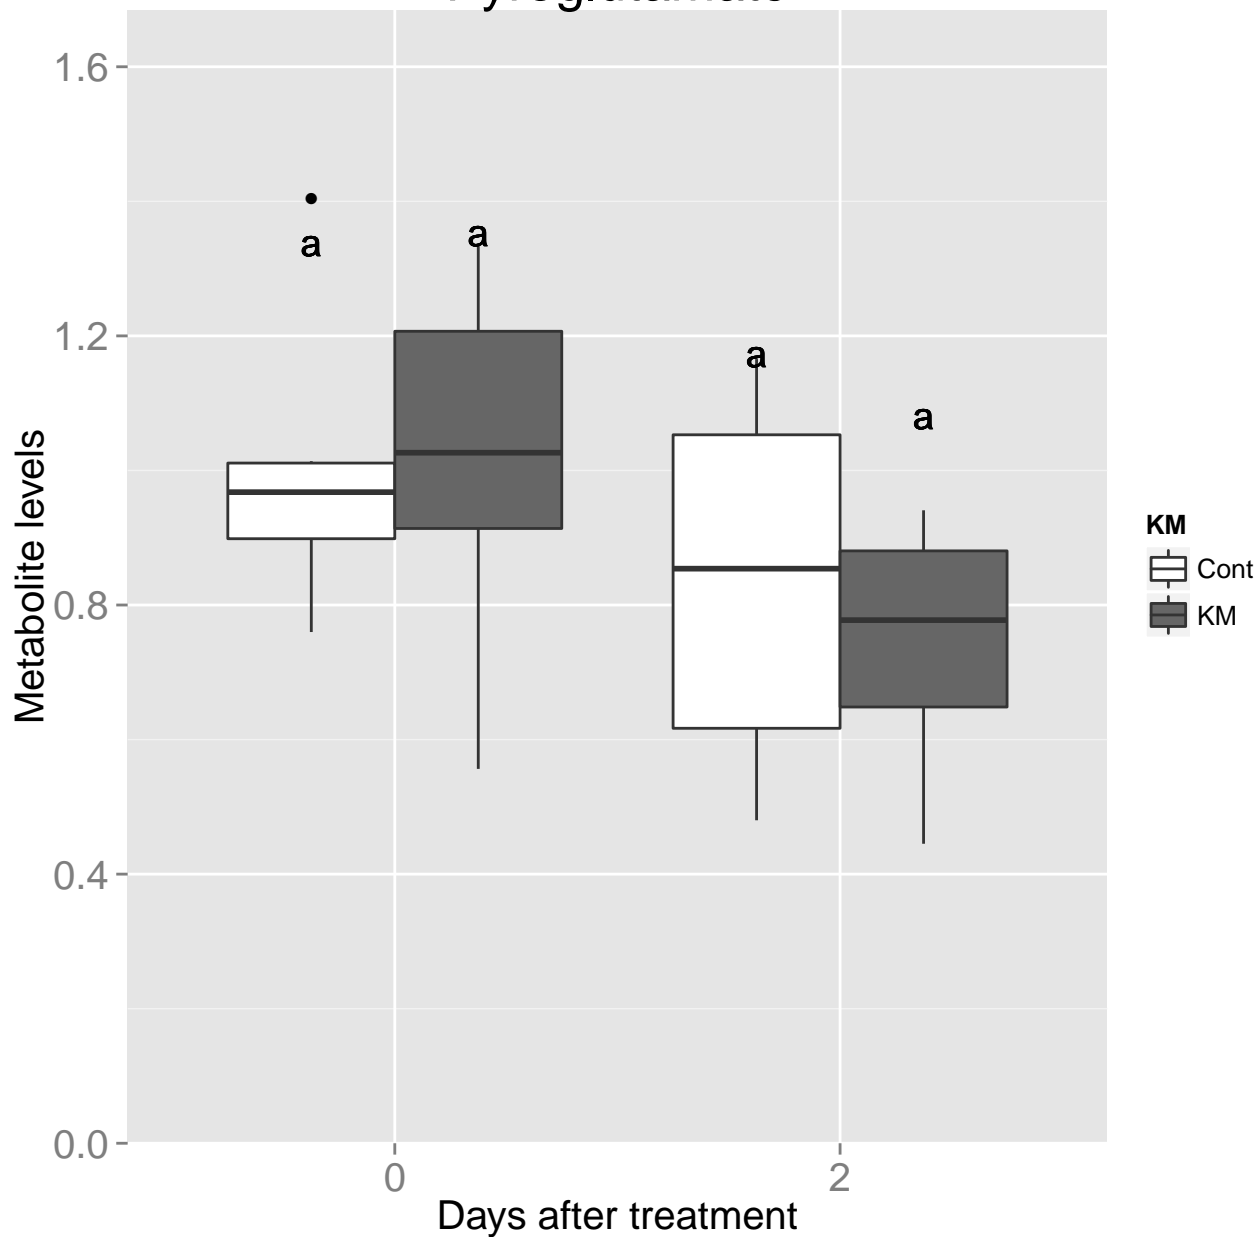 Pyroglutamate
1.6
1.2
0.8
0.4
0.0
a
a
a
a
0
2
Days after treatment
Metabolite levels
KM
Cont
KM